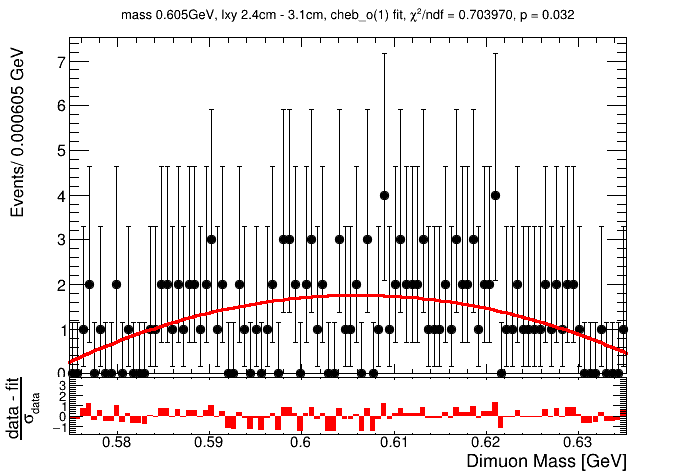 mass 0.605GeV, lxy 2.4cm - 3.1cm, cheb_o(1) fit, χ²/ndf = 0.703970, p = 0.032
Events/ 0.000605 GeV
7
6
5
4
3
2
1
0
data - fit
σdata
3
2
1
0
−1
0.58 0.59 0.6 0.61 0.62 0.63
Dimuon Mass [GeV]